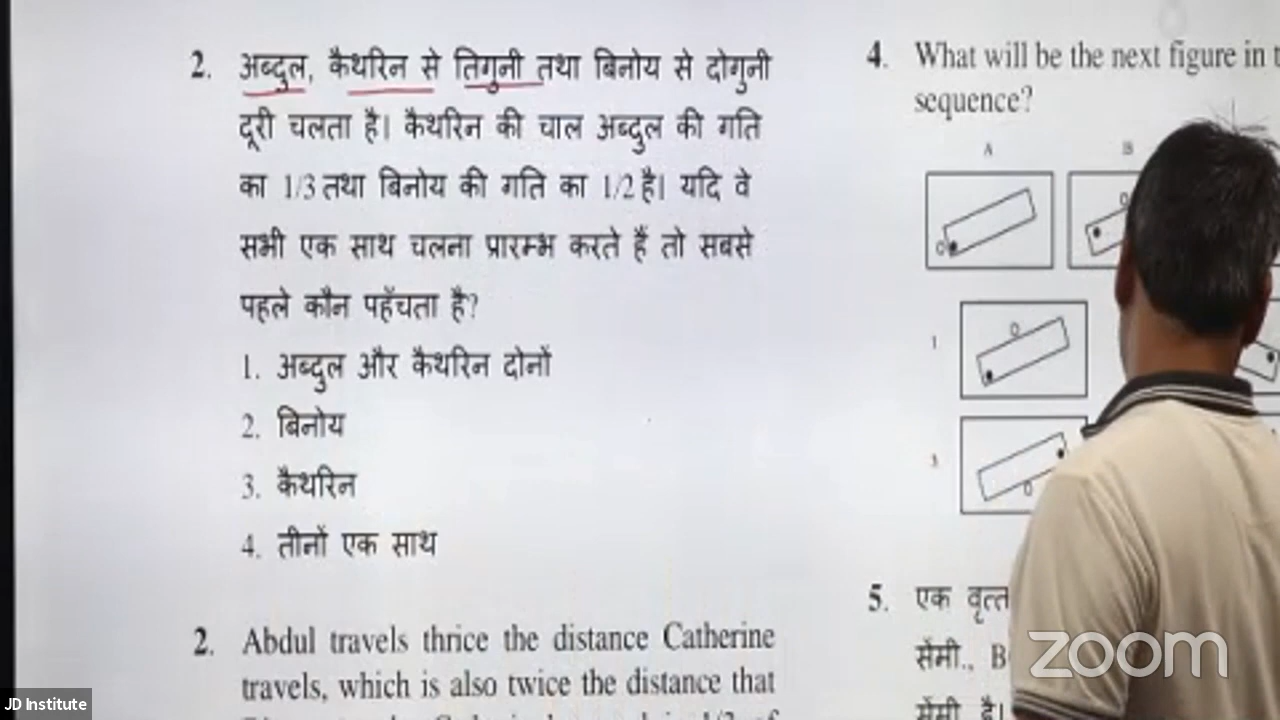 2. अब्दुल, कैथरिन से तिगुनी तथा बिनोय से दोगुनी
दूरी चलता है। कैथरिन की चाल अब्दुल की गति
का 1/3 तथा बिनोय की गति का 1/2 है। यदि वे
सभी एक साथ चलना प्रारम्भ करते हैं तो सबसे
पहले कौन पहुँचता है?
1. अब्दुल और कैथरिन दोनों
2. बिनोय
3. कैथरिन
4. तीनों एक साथ
2. Abdul travels thrice the distance Catherine
travels, which is also twice the distance that
4. What will be the next figure in
sequence?
A B
1
3
5. एक वृत्त
सेंमी., B
सेंमी है।
zoom
JD Institute